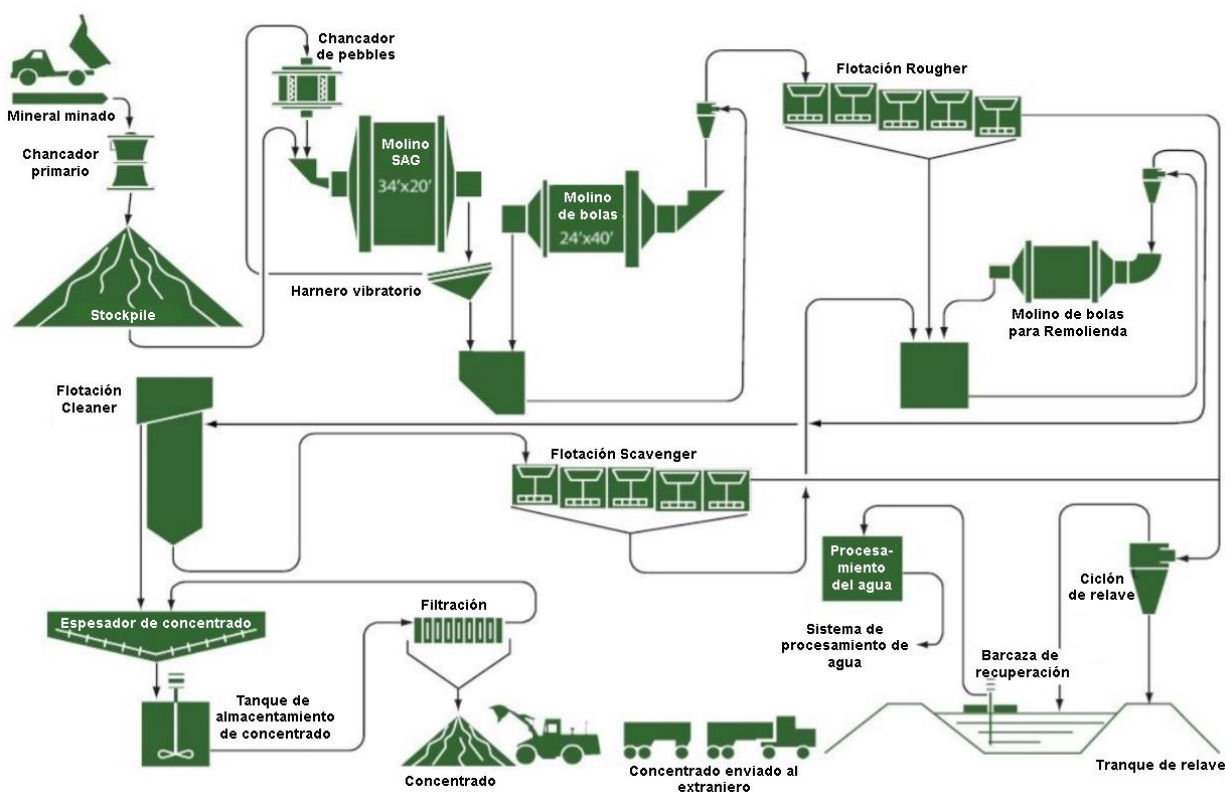 Mineral minado
Chancador
primario
Stockpile
Chancador
de pebbles
Molino
SAG
34'x20'
Harnero vibratorio
Molino
de bolas
24'x40'
Flotación Rougher
Molino de bolas
para Remolienda
Flotación
Cleaner
Flotación Scavenger
Procesa-
miento
del agua
Sistema de
procesamiento de
agua
Ciclón
de relave
Barcaza de
recuperación
Tranque de relave
Espesador de concentrado
Filtración
Tanque de
almacentamiento
de concentrado
Concentrado
Concentrado enviado al
extranjero